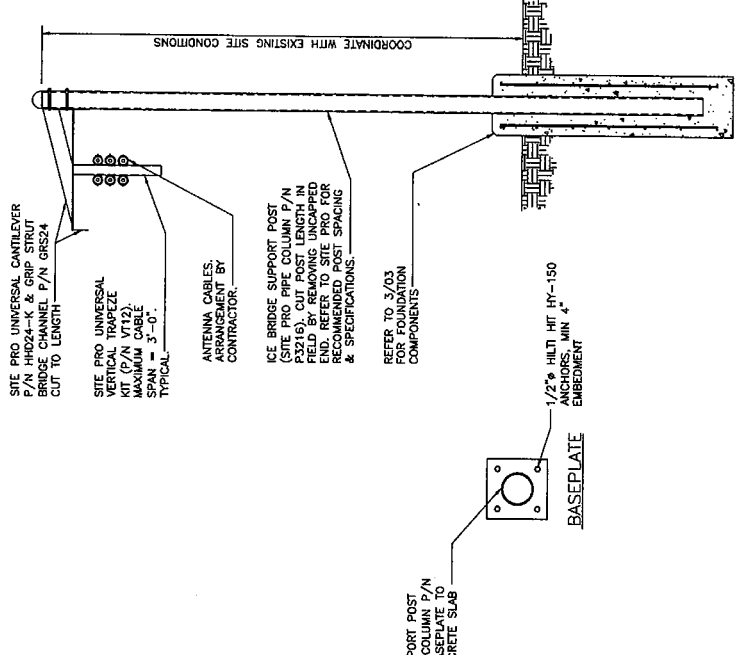 COORDINATE WITH EXISTING SITE CONDITIONS
SITE PRO UNIVERSAL CANTILEVER
P/N HHD24-K & GRIP STRUT
BRIDGE CHANNEL P/N GRS24
CUT TO LENGTH
SITE PRO UNIVERSAL
VERTICAL TRAPEZE
KIT (P/N VT12).
MAXIMUM CABLE
SPAN = 3'-0".
TYPICAL
ANTENNA CABLES.
ARRANGEMENT BY
CONTRACTOR.
ICE BRIDGE SUPPORT POST
(SITE PRO PIPE COLUMN P/N
P3216). CUT POST LENGTH IN
FIELD BY REMOVING UNCAPPED
END. REFER TO SITE PRO FOR
RECOMMENDED POST SPACING
& SPECIFICATIONS.
REFER TO 3/03
FOR FOUNDATION
COMPONENTS
1/2"ø HILTI HIT HY-150
ANCHORS, MIN 4"
EMBEDMENT
BASEPLATE
PORT POST
COLUMN P/N
ASEPLATE TO
CRETE SLAB